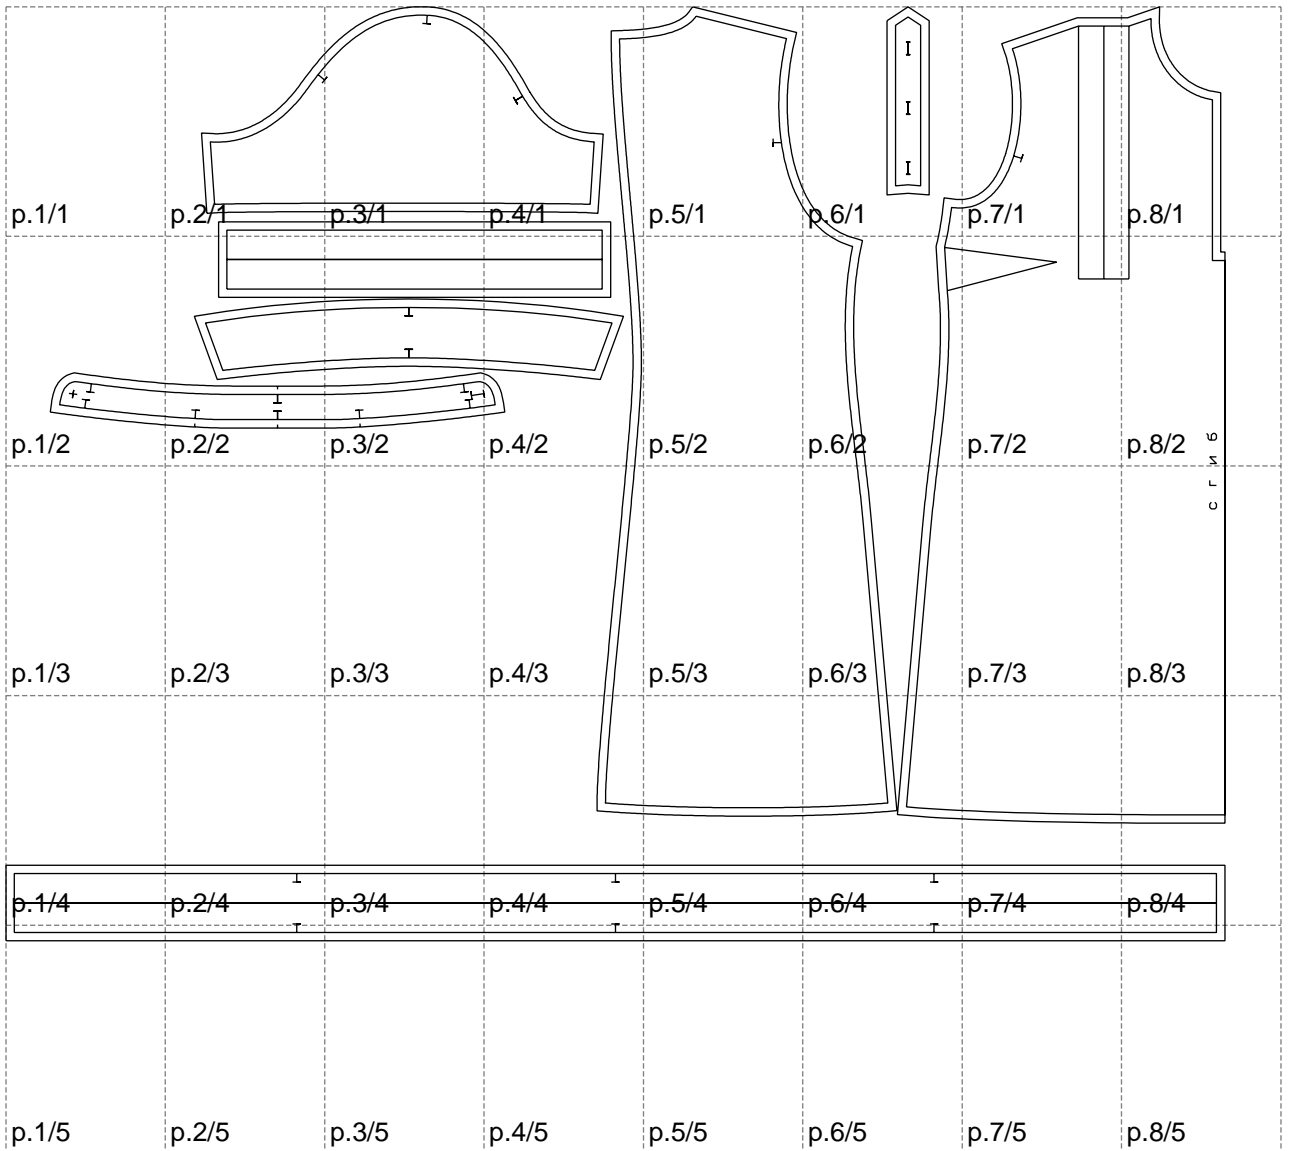 p.1/1 p.2/1 p.3/1 p.4/1 p.5/1 p.6/1 p.7/1 p.8/1
p.1/2 p.2/2 p.3/2 p.4/2 p.5/2 p.6/2 p.7/2 p.8/2
сгиб
p.1/3 p.2/3 p.3/3 p.4/3 p.5/3 p.6/3 p.7/3 p.8/3
p.1/4 p.2/4 p.3/4 p.4/4 p.5/4 p.6/4 p.7/4 p.8/4
p.1/5 p.2/5 p.3/5 p.4/5 p.5/5 p.6/5 p.7/5 p.8/5